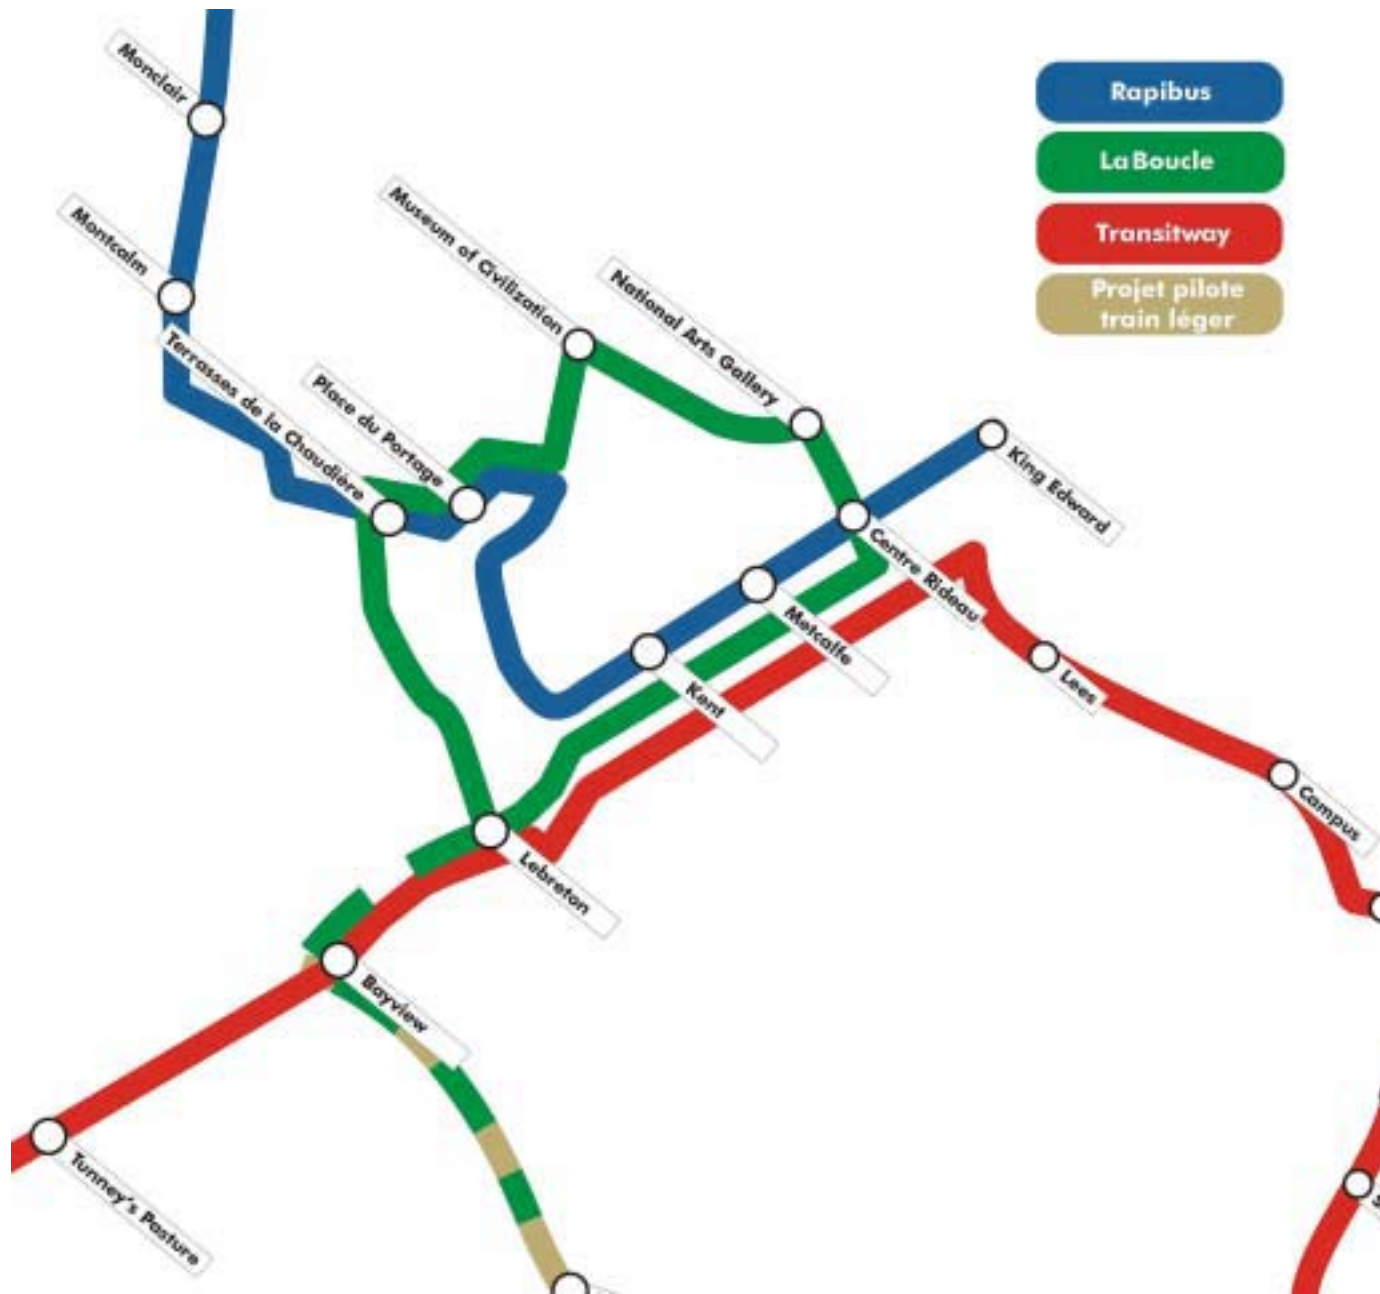 Monclair
Rapibus
La Boucle
Montcalm
Museum of Civilization
Transitway
National Arts Gallery
Projet pilote
train léger
Terrasses de la Chaudière
Place du Portage
King Edward
Centre Rideau
Metcalfe
Lees
Kent
Campus
Lebreton
Bayview
Tunney's Pasture